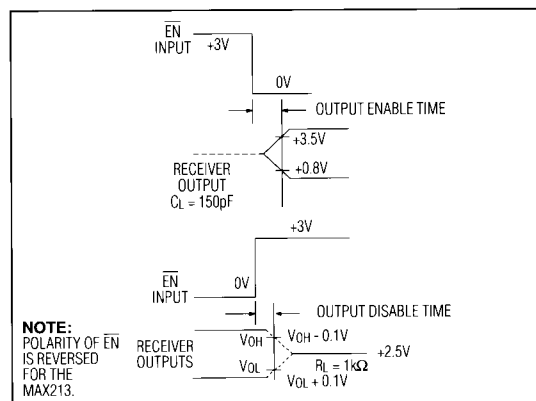 EN
INPUT
+3V
0V
OUTPUT ENABLE TIME
+3.5V
+0.8V
RECEIVER
OUTPUT
CL = 150pF
+3V
0V
EN
INPUT
OUTPUT DISABLE TIME
NOTE:
POLARITY OF EN
IS REVERSED
FOR THE
MAX213.
RECEIVER
OUTPUTS
VOH
VOH - 0.1V
+2.5V
VOL
RL = 1kΩ
VOL + 0.1V